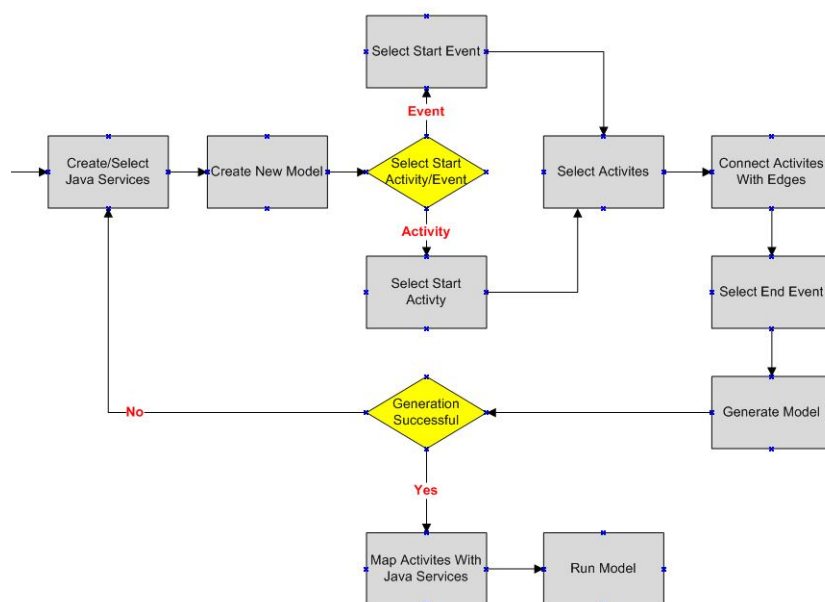 Select Start Event
Event
Create/Select
Java Services
Create New Model
Select Start
Activity/Event
Select Activites
Connect Activites
With Edges
Activity
Select Start
Activty
Select End Event
Generation
Successful
Generate Model
No
Yes
Map Activites With
Java Services
Run Model